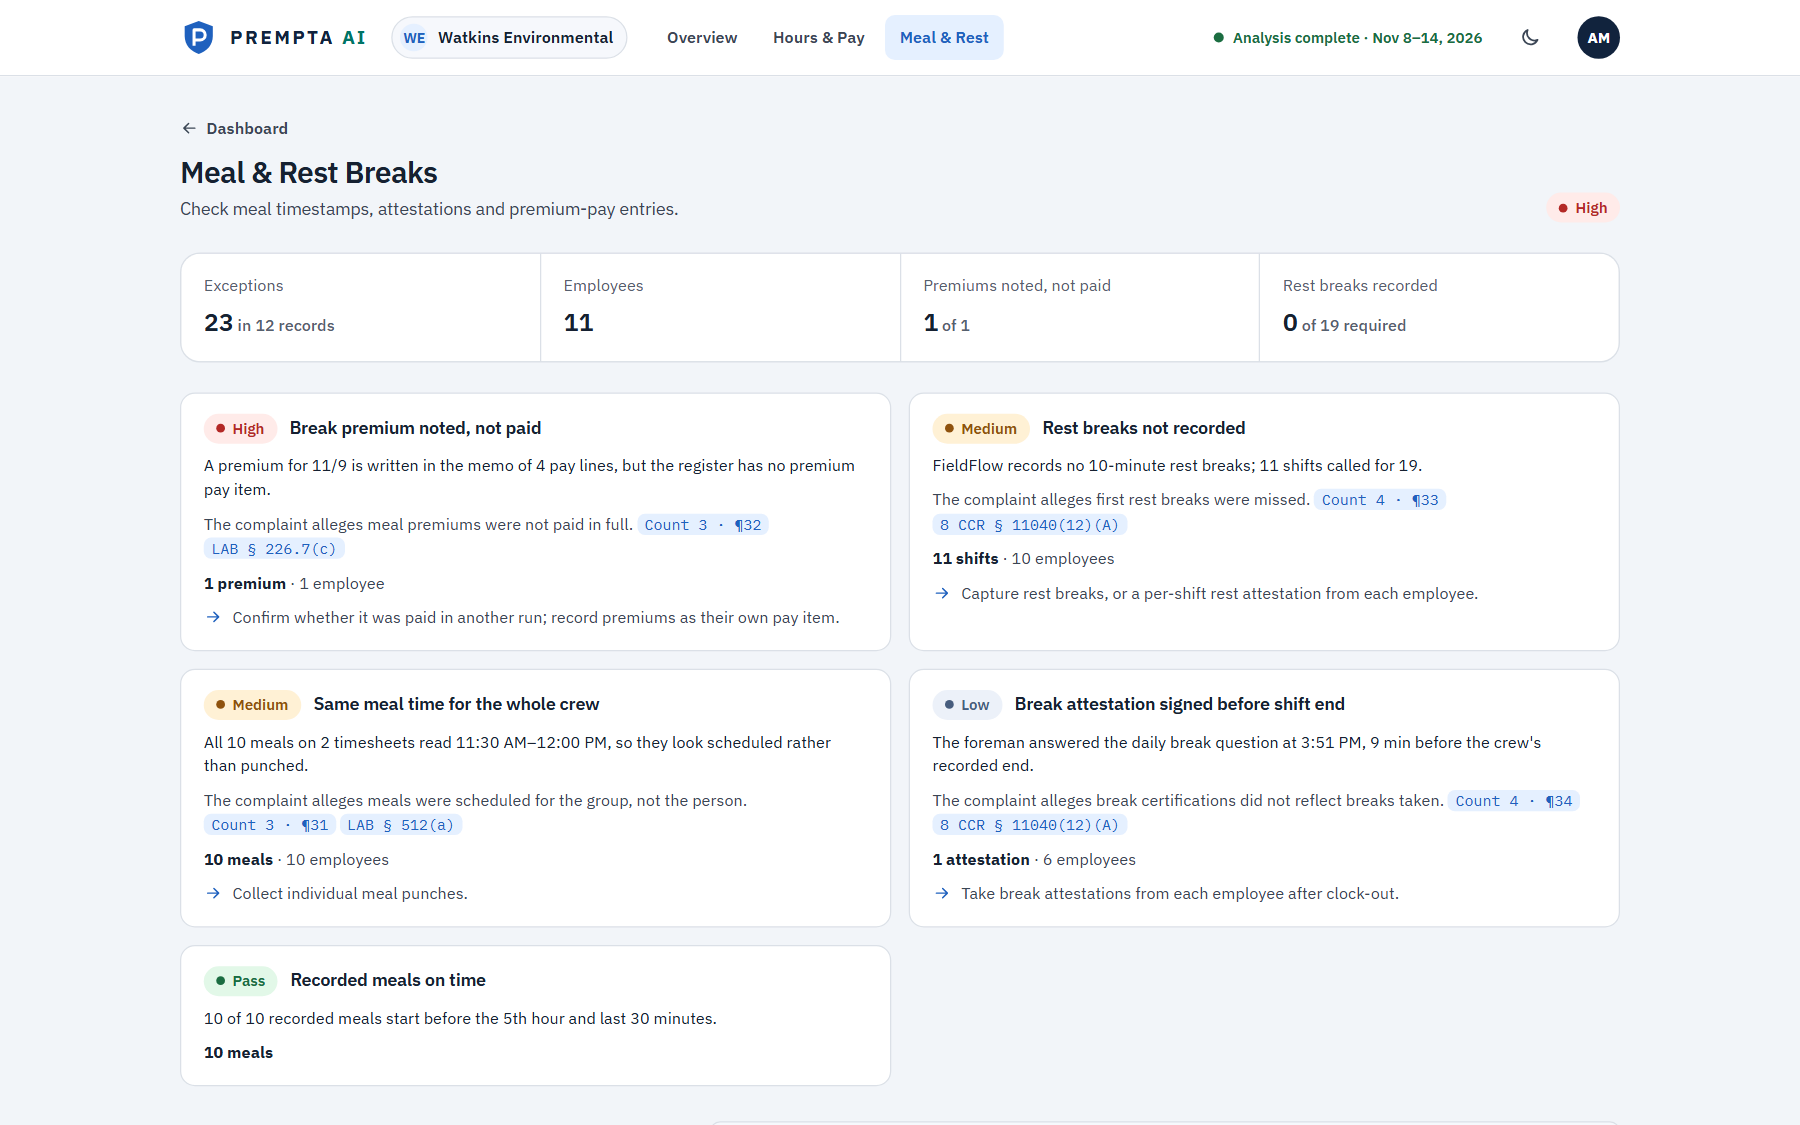 PREMPTA AI
WE Watkins Environmental
Overview
Hours & Pay
Meal & Rest
Analysis complete · Nov 8–14, 2026
AM
← Dashboard
Meal & Rest Breaks
Check meal timestamps, attestations and premium-pay entries.
High
Exceptions
23 in 12 records
Employees
11
Premiums noted, not paid
1 of 1
Rest breaks recorded
0 of 19 required
High
Break premium noted, not paid
A premium for 11/9 is written in the memo of 4 pay lines, but the register has no premium
pay item.
The complaint alleges meal premiums were not paid in full. Count 3 · ¶32
LAB § 226.7(c)
1 premium · 1 employee
→ Confirm whether it was paid in another run; record premiums as their own pay item.
Medium
Rest breaks not recorded
FieldFlow records no 10-minute rest breaks; 11 shifts called for 19.
The complaint alleges first rest breaks were missed. Count 4 · ¶33
8 CCR § 11040(12)(A)
11 shifts · 10 employees
→ Capture rest breaks, or a per-shift rest attestation from each employee.
Medium
Same meal time for the whole crew
All 10 meals on 2 timesheets read 11:30 AM–12:00 PM, so they look scheduled rather
than punched.
The complaint alleges meals were scheduled for the group, not the person.
Count 3 · ¶31 LAB § 512(a)
10 meals · 10 employees
→ Collect individual meal punches.
Low
Break attestation signed before shift end
The foreman answered the daily break question at 3:51 PM, 9 min before the crew's
recorded end.
The complaint alleges break certifications did not reflect breaks taken. Count 4 · ¶34
8 CCR § 11040(12)(A)
1 attestation · 6 employees
→ Take break attestations from each employee after clock-out.
Pass
Recorded meals on time
10 of 10 recorded meals start before the 5th hour and last 30 minutes.
10 meals